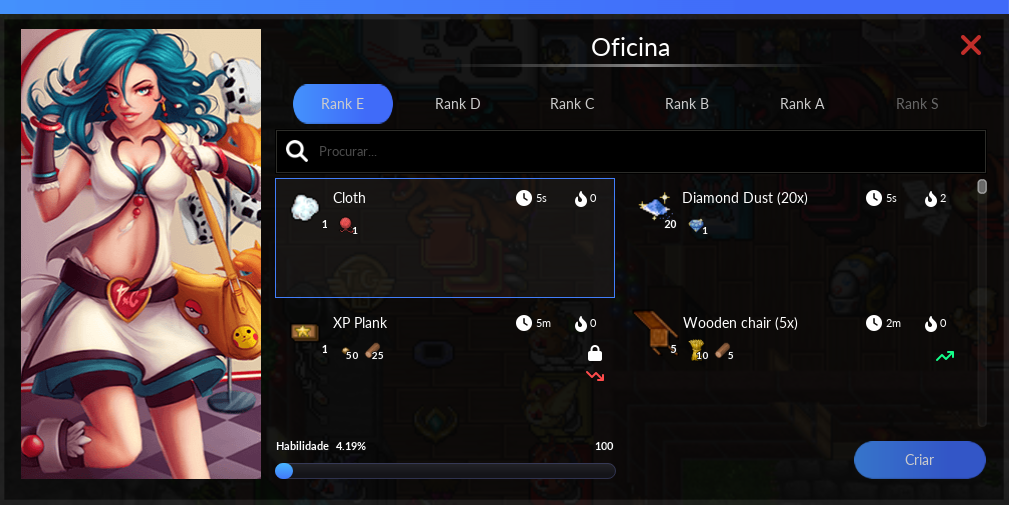 Oficina
Rank E Rank D Rank C Rank B Rank A Rank S
Procurar...
Cloth 5s 0
1 1
Diamond Dust (20x) 5s 2
20 1
XP Plank 5m 0
1 50 25
Wooden chair (5x) 2m 0
5 10 5
Habilidade 4.19% 100
Criar